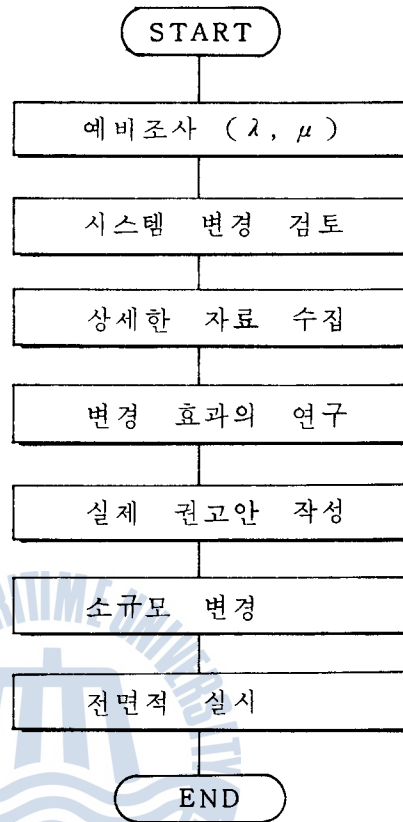 START
예비조사 (λ, μ)
시스템 변경 검토
상세한 자료 수집
변경 효과의 연구
실제 권고안 작성
소규모 변경
전면적 실시
END
RITIME UNIVERSITY